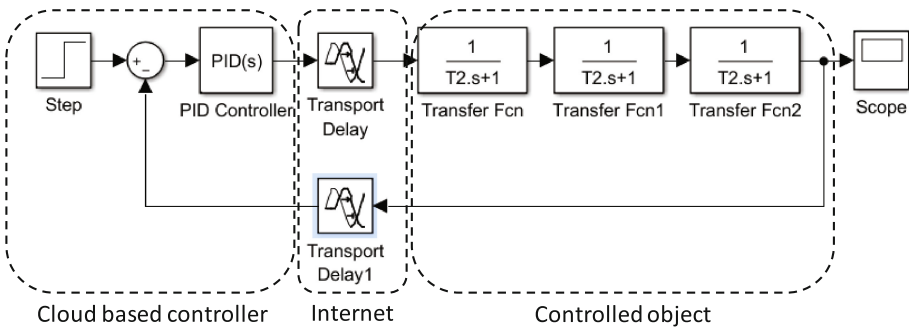 Step
+
−
PID(s)
PID Controller
Transport
Delay
1
T2.s+1
Transfer Fcn
1
T2.s+1
Transfer Fcn1
1
T2.s+1
Transfer Fcn2
Scope
Transport
Delay1
Cloud based controller
Internet
Controlled object